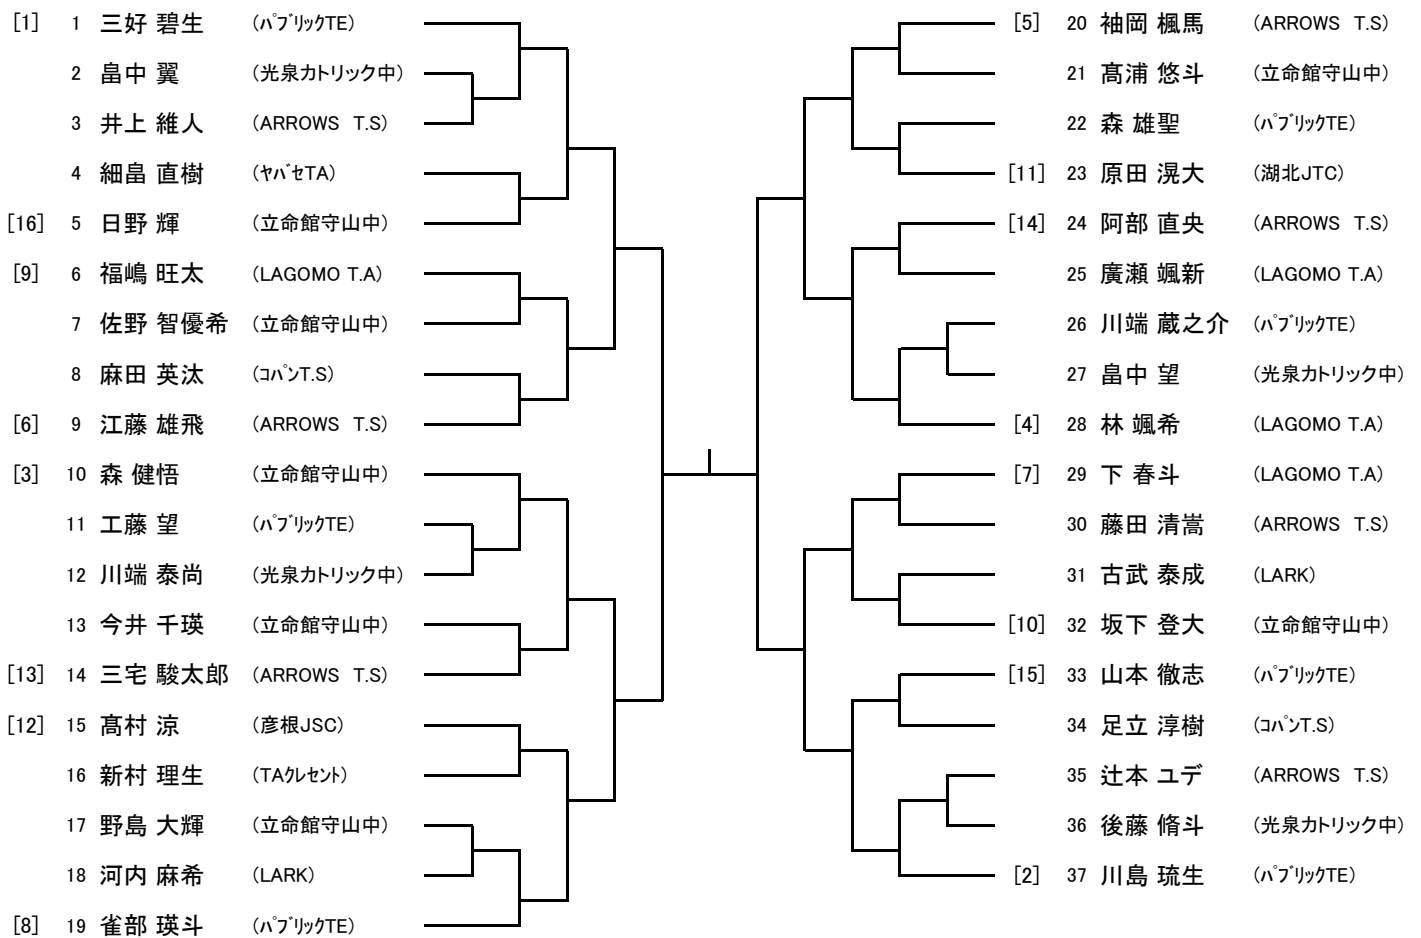 [1] 1 三好 碧生 (ﾊﾟﾌﾞﾘｯｸTE)
2 畠中 翼 (光泉カトリック中)
3 井上 維人 (ARROWS T.S)
4 細畠 直樹 (ﾔﾊﾞｾTA)
[16] 5 日野 輝 (立命館守山中)
[9] 6 福嶋 旺太 (LAGOMO T.A)
7 佐野 智優希 (立命館守山中)
8 麻田 英汰 (ｺﾊﾟﾝT.S)
[6] 9 江藤 雄飛 (ARROWS T.S)
[3] 10 森 健悟 (立命館守山中)
11 工藤 望 (ﾊﾟﾌﾞﾘｯｸTE)
12 川端 泰尚 (光泉カトリック中)
13 今井 千瑛 (立命館守山中)
[13] 14 三宅 駿太郎 (ARROWS T.S)
[12] 15 髙村 涼 (彦根JSC)
16 新村 理生 (TAｸﾚｾﾝﾄ)
17 野島 大輝 (立命館守山中)
18 河内 麻希 (LARK)
[8] 19 雀部 瑛斗 (ﾊﾟﾌﾞﾘｯｸTE)
[5] 20 袖岡 楓馬 (ARROWS T.S)
21 髙浦 悠斗 (立命館守山中)
22 森 雄聖 (ﾊﾟﾌﾞﾘｯｸTE)
[11] 23 原田 滉大 (湖北JTC)
[14] 24 阿部 直央 (ARROWS T.S)
25 廣瀬 颯新 (LAGOMO T.A)
26 川端 蔵之介 (ﾊﾟﾌﾞﾘｯｸTE)
27 畠中 望 (光泉カトリック中)
[4] 28 林 颯希 (LAGOMO T.A)
[7] 29 下 春斗 (LAGOMO T.A)
30 藤田 清嵩 (ARROWS T.S)
31 古武 泰成 (LARK)
[10] 32 坂下 登大 (立命館守山中)
[15] 33 山本 徹志 (ﾊﾟﾌﾞﾘｯｸTE)
34 足立 淳樹 (ｺﾊﾟﾝT.S)
35 辻本 ユデ (ARROWS T.S)
36 後藤 脩斗 (光泉カトリック中)
[2] 37 川島 琉生 (ﾊﾟﾌﾞﾘｯｸTE)